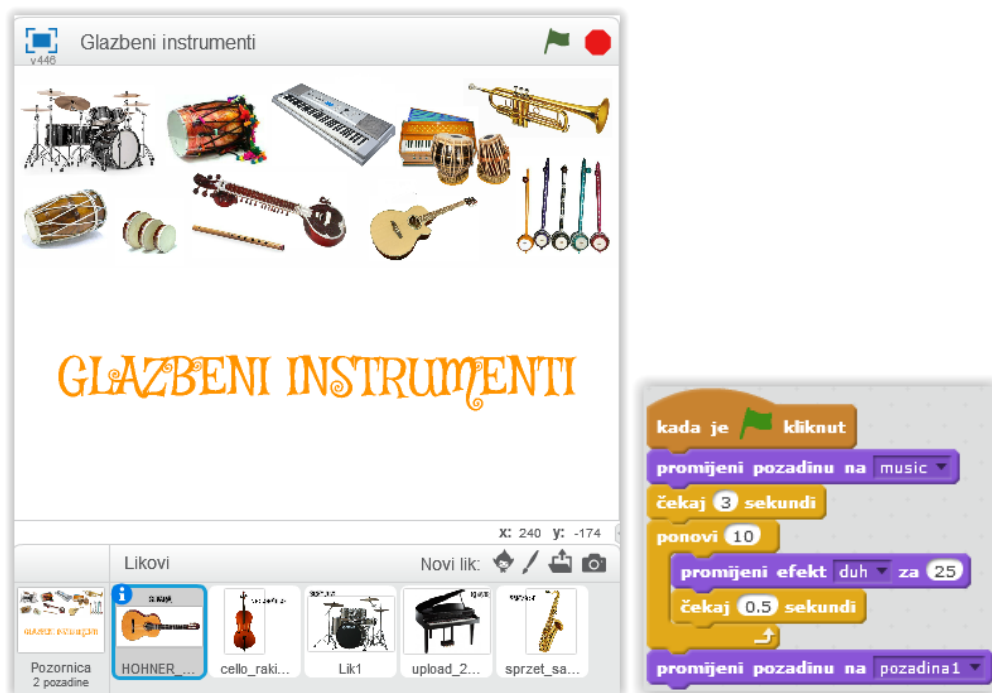 Glazbeni instrumenti
v446
GLAZBENI INSTRUMENTI
x: 240 y: -174
Likovi
Novi lik:
GLAZBENI INSTRUMENTI
Pozornica
2 pozadine
HOHNER_...
cello_raki...
Lik1
upload_2...
sprzet_sa...
kada je kliknut
promijeni pozadinu na music
čekaj 3 sekundi
ponovi 10
promijeni efekt duh za 25
čekaj 0.5 sekundi
promijeni pozadinu na pozadina1